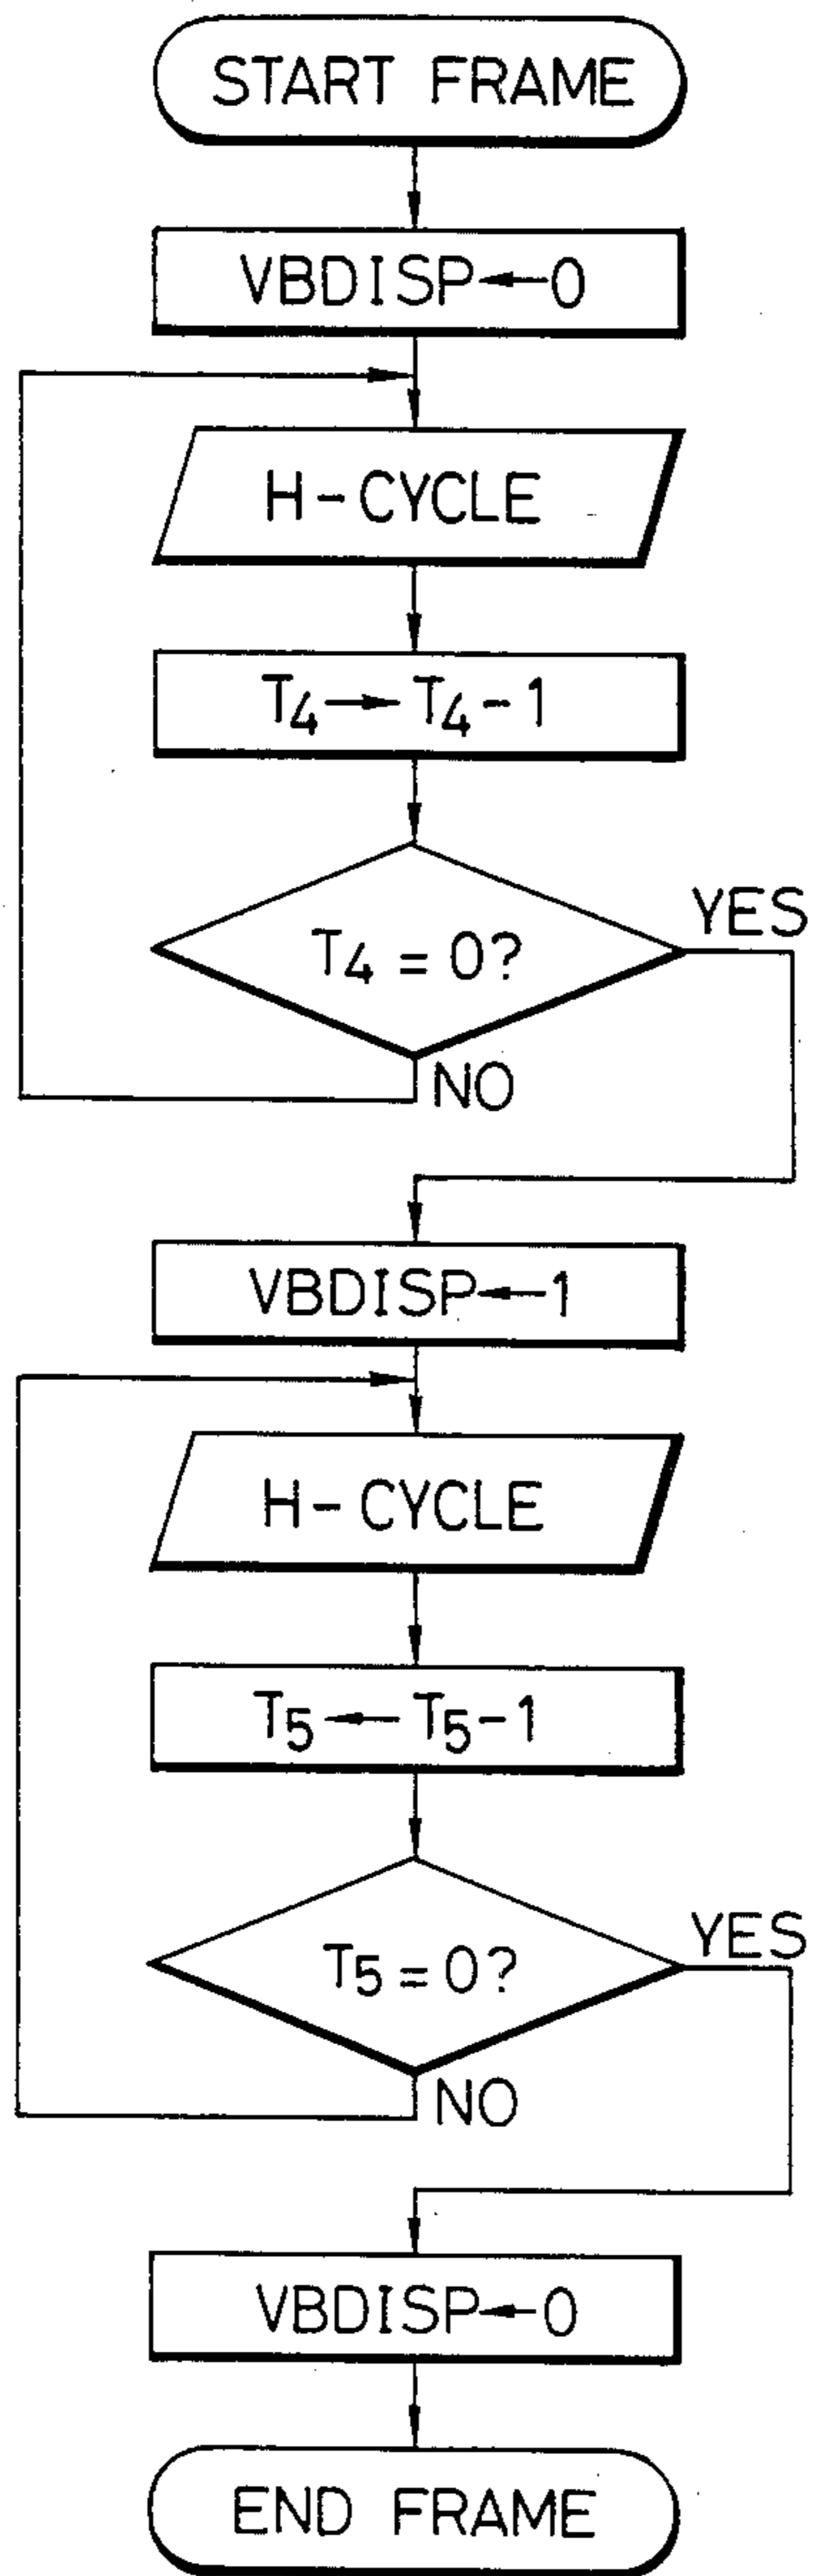 START FRAME
VBDISP←0
H-CYCLE
T₄→T₄-1
T₄=0?
YES
NO
VBDISP←1
H-CYCLE
T₅←T₅-1
T₅=0?
YES
NO
VBDISP←0
END FRAME